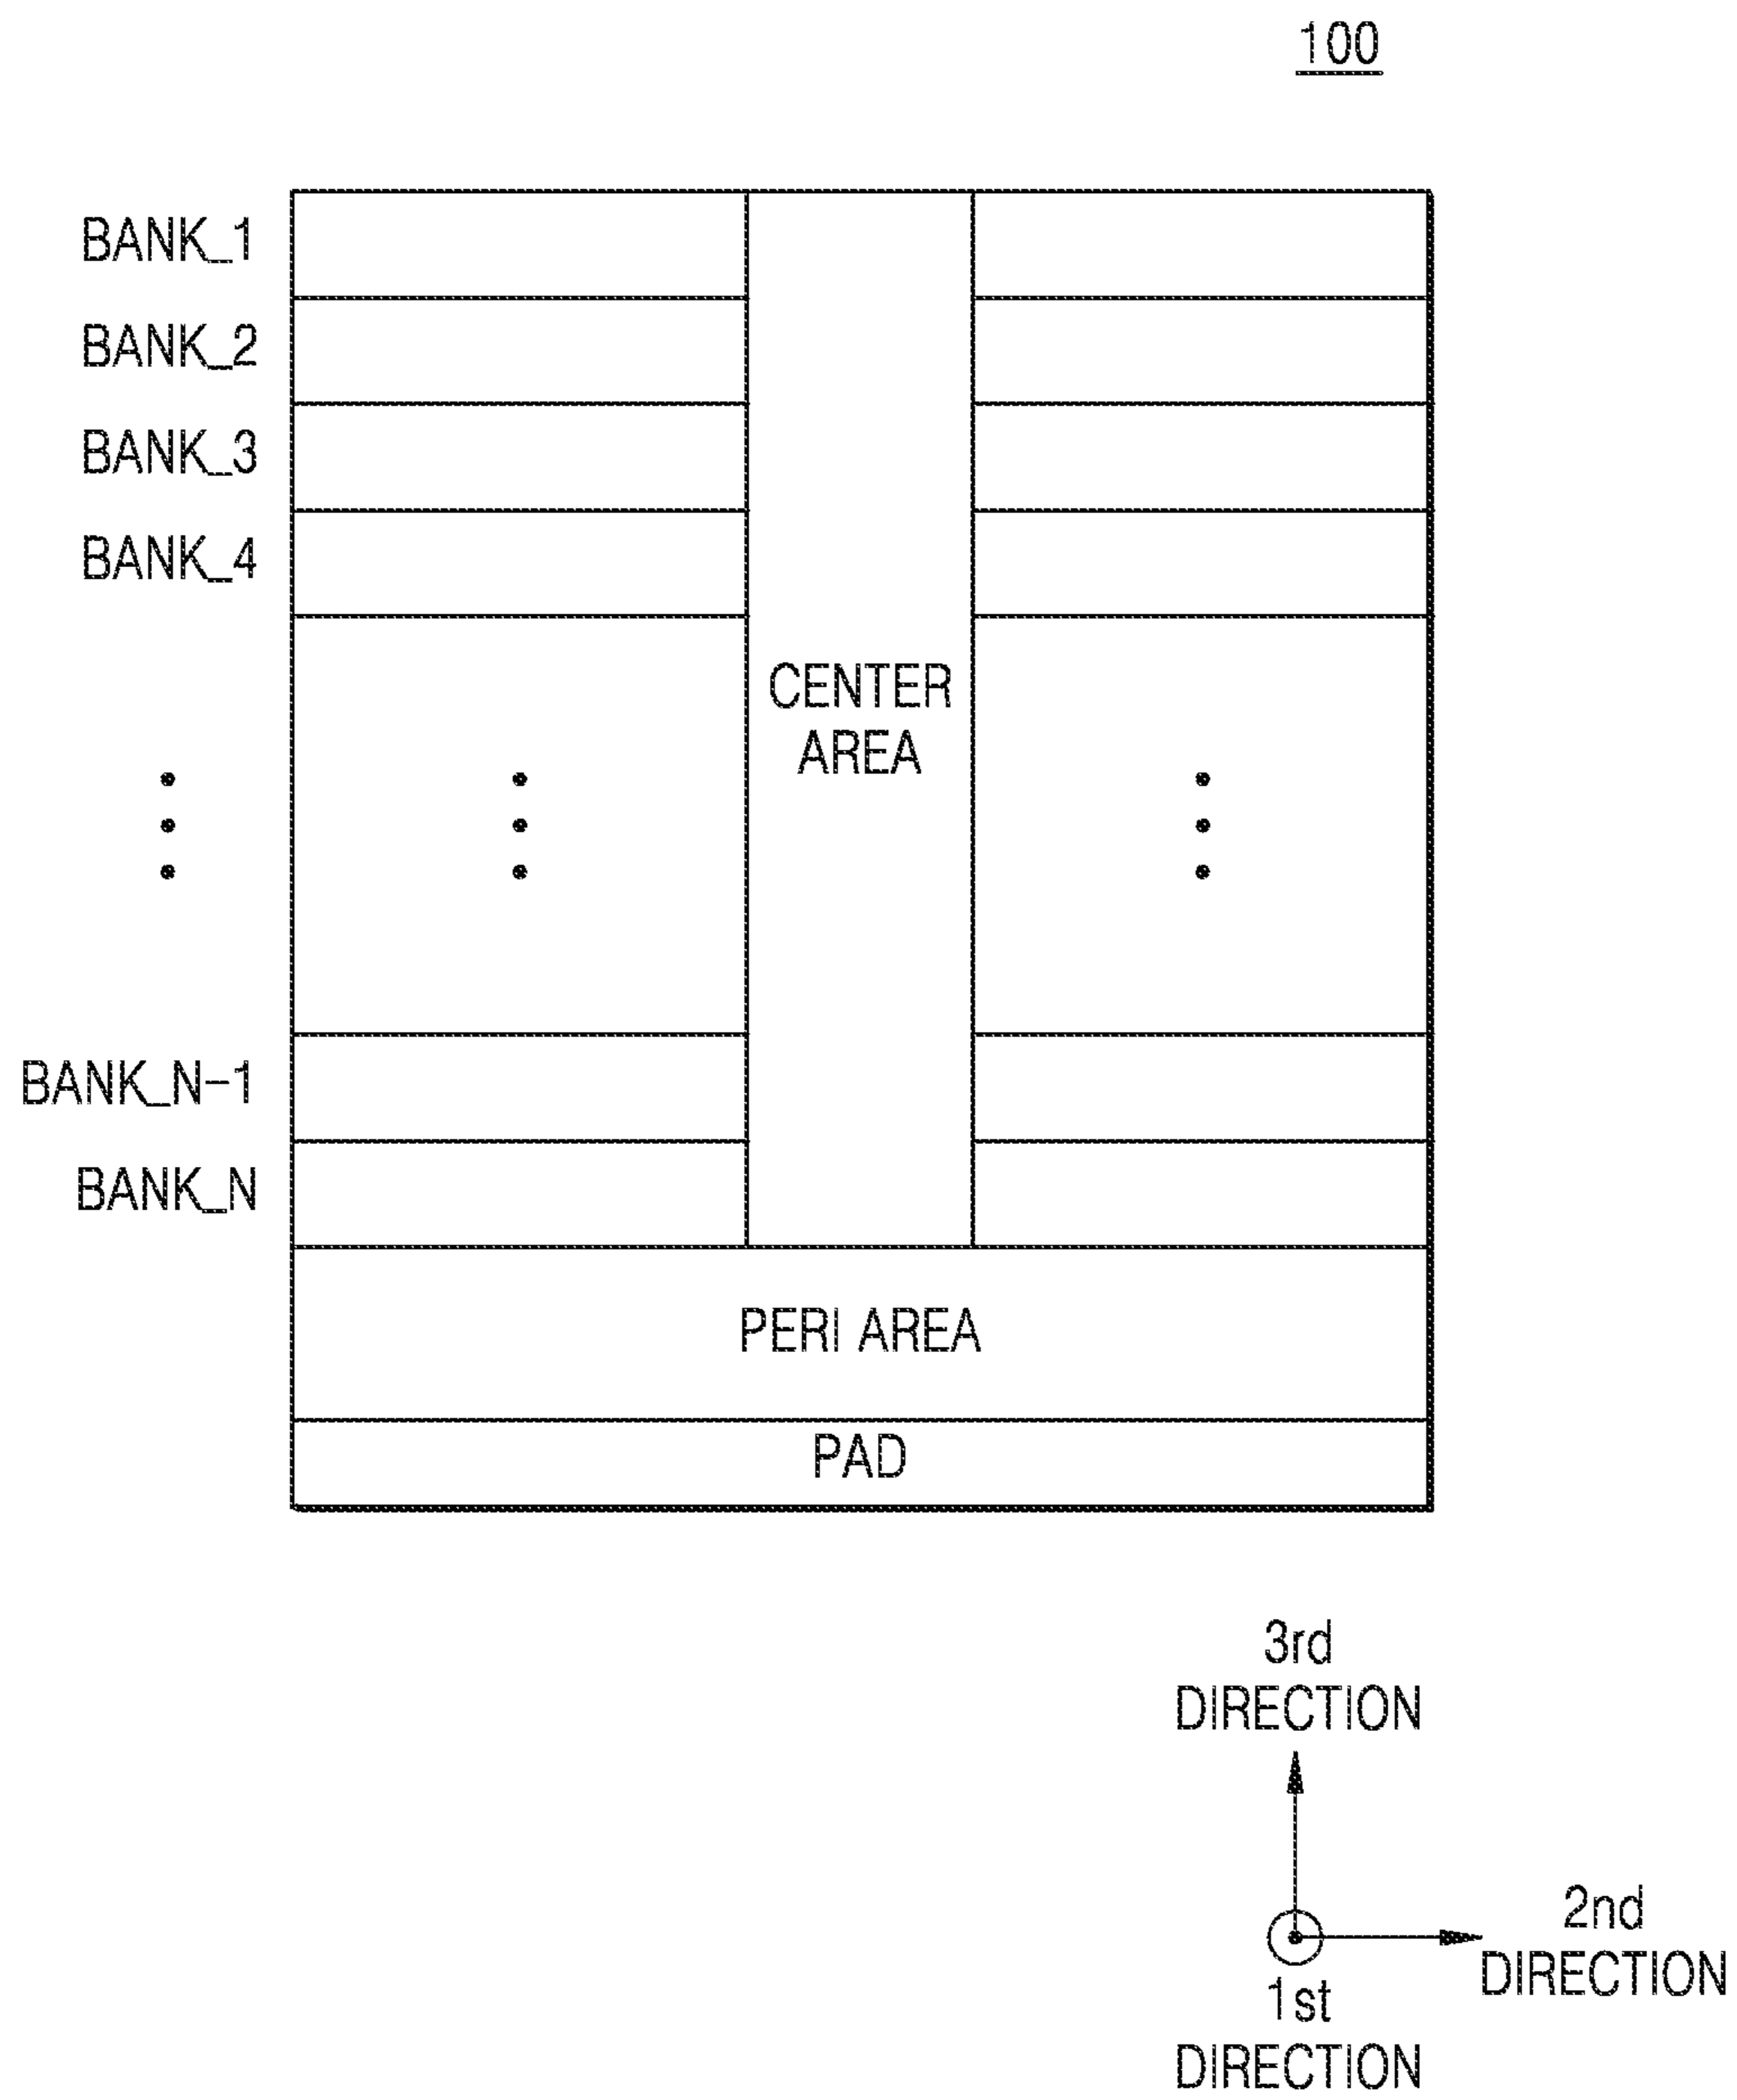 100
BANK_1
BANK_2
BANK_3
BANK_4
CENTER
AREA
BANK_N-1
BANK_N
PERI AREA
PAD
3rd
DIRECTION
2nd
DIRECTION
1st
DIRECTION